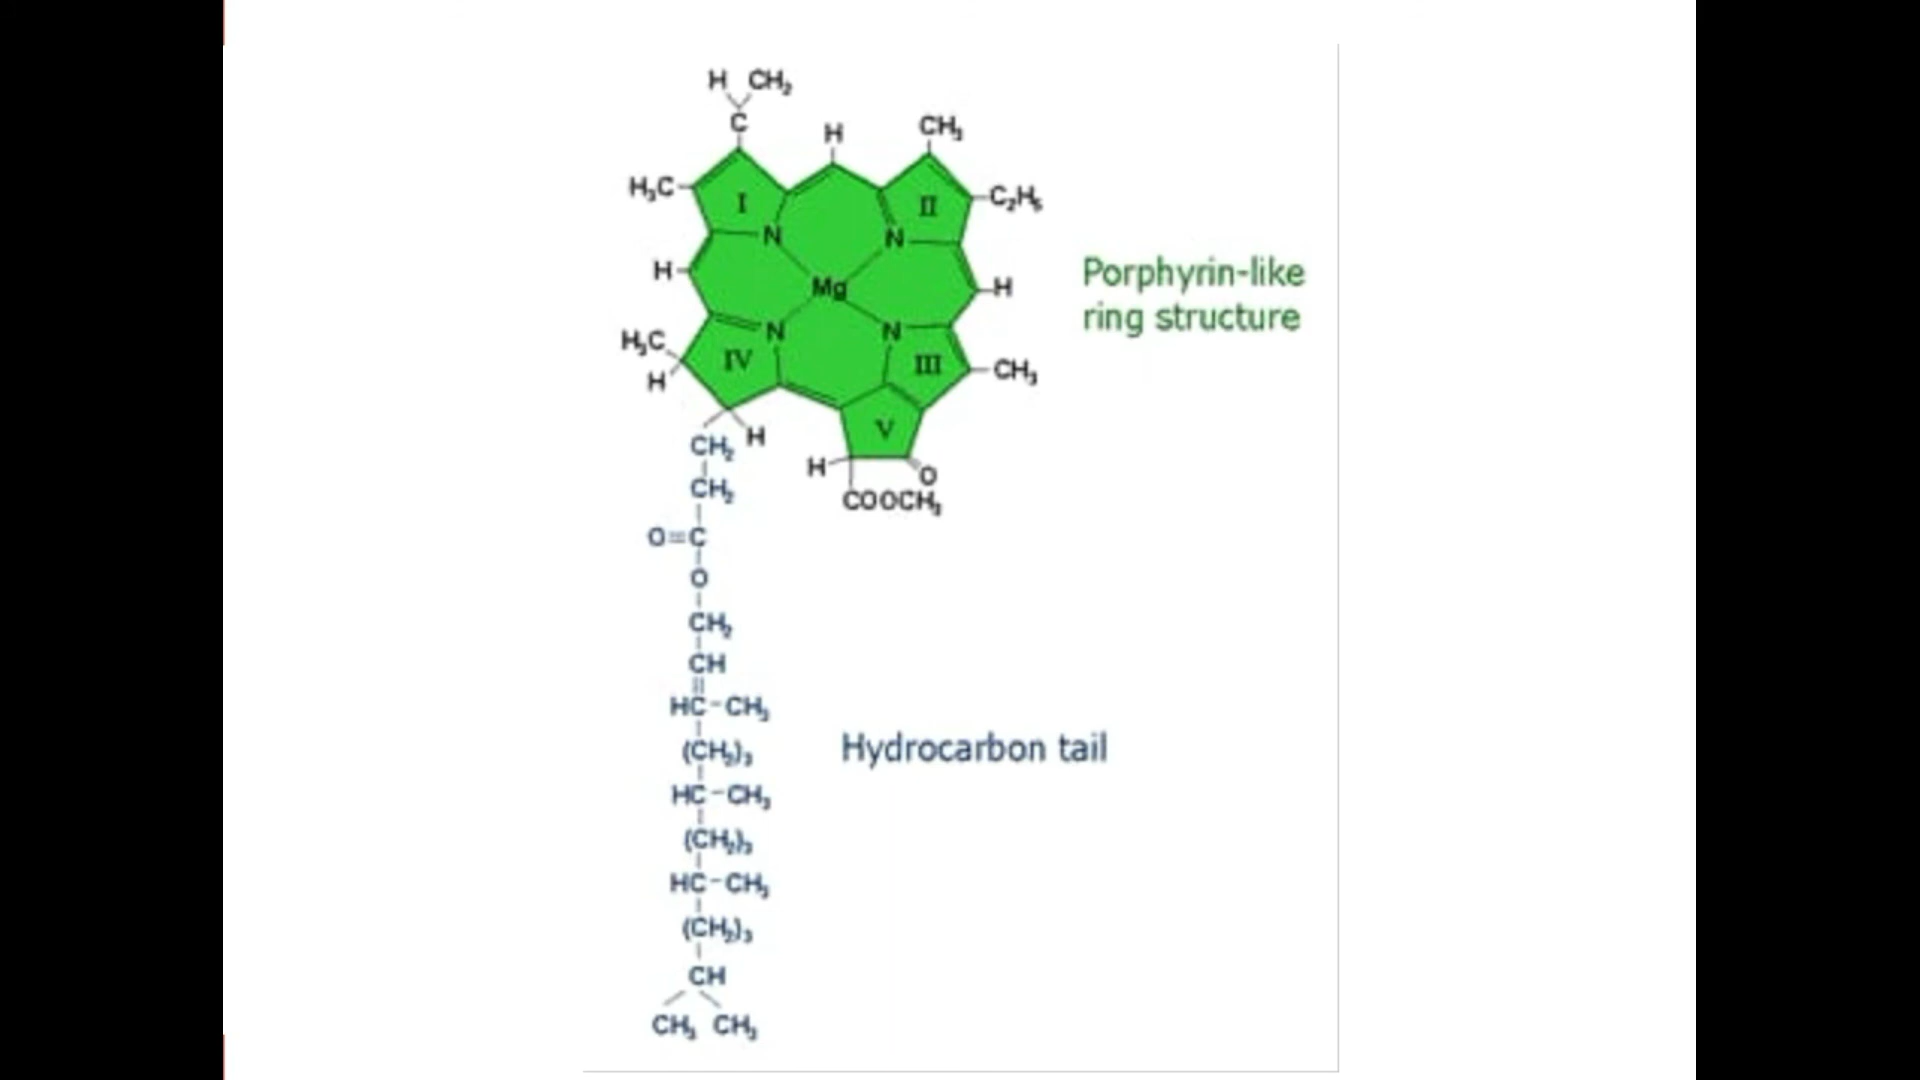 H CH₂
C
H
CH₃
H₃C
I
II
C₂H₅
N
N
H
Mg
H
Porphyrin-like
ring structure
H₃C
N
N
IV
III
CH₃
H
V
H
CH₂
H
O
CH₂
COOCH₃
O=C
O
CH₂
CH
HC-CH₃
Hydrocarbon tail
(CH₂)₃
HC-CH₃
(CH₂)₃
HC-CH₃
(CH₂)₃
CH
CH₃ CH₃